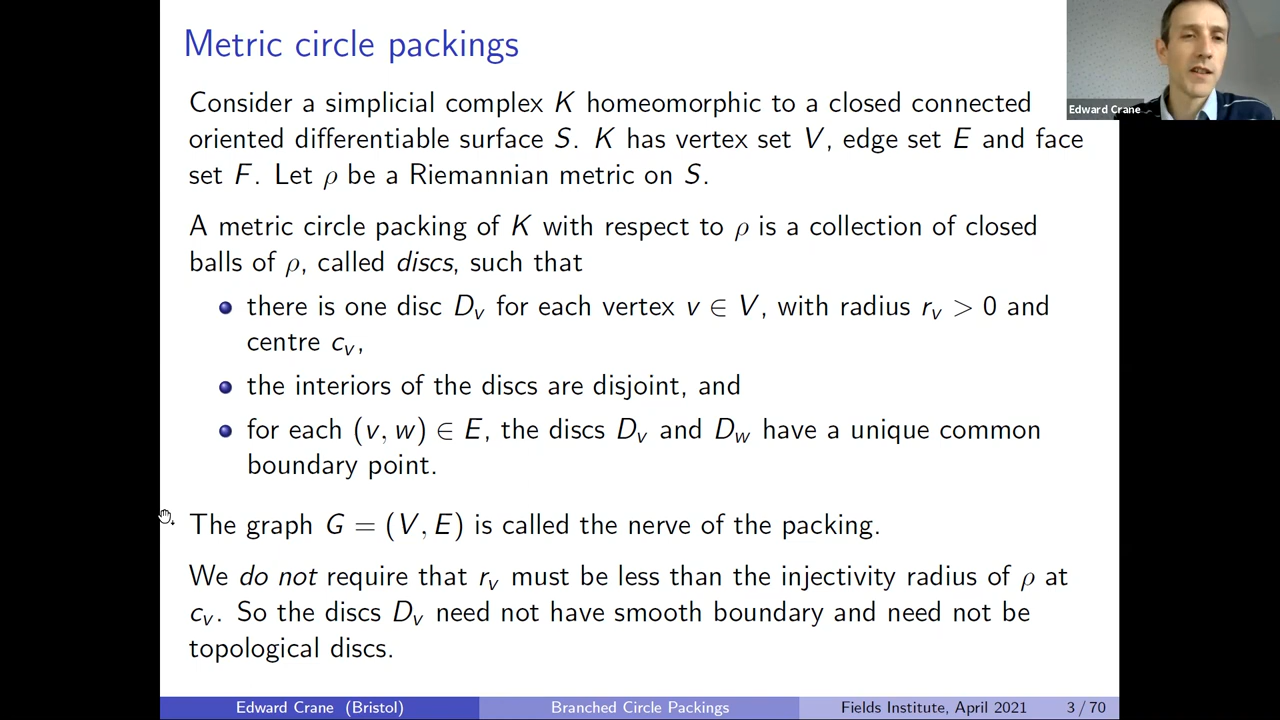 Metric circle packings
Edward Crane
Consider a simplicial complex K homeomorphic to a closed connected
oriented differentiable surface S. K has vertex set V, edge set E and face
set F. Let ρ be a Riemannian metric on S.
A metric circle packing of K with respect to ρ is a collection of closed
balls of ρ, called discs, such that
there is one disc Dᵥ for each vertex v ∈ V, with radius rᵥ > 0 and
centre cᵥ,
the interiors of the discs are disjoint, and
for each (v, w) ∈ E, the discs D_v and D_w have a unique common
boundary point.
The graph G = (V, E) is called the nerve of the packing.
We do not require that rᵥ must be less than the injectivity radius of ρ at
cᵥ. So the discs Dᵥ need not have smooth boundary and need not be
topological discs.
Edward Crane (Bristol) Branched Circle Packings Fields Institute, April 2021 3 / 70